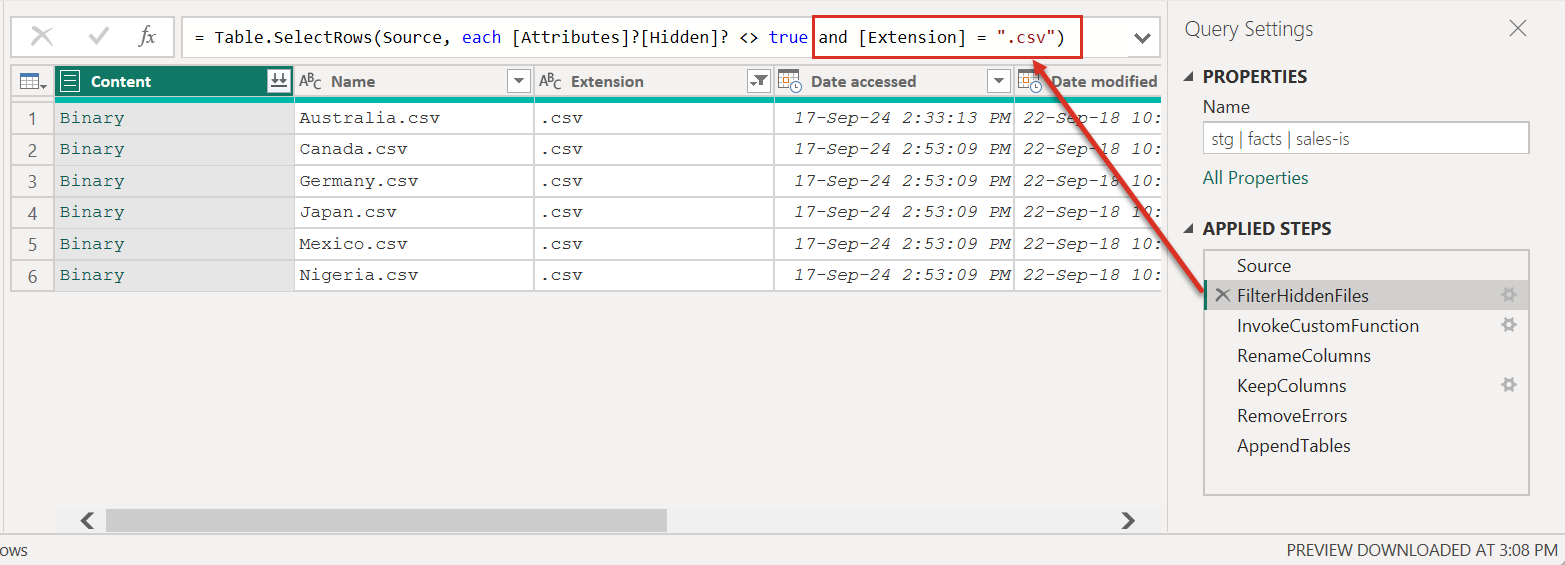 fx = Table.SelectRows(Source, each [Attributes]?[Hidden]? <> true and [Extension] = ".csv")
Content ABC Name ABC Extension Date accessed Date modified
1 Binary Australia.csv .csv 17-Sep-24 2:33:13 PM 22-Sep-18 10:
2 Binary Canada.csv .csv 17-Sep-24 2:53:09 PM 22-Sep-18 10:
3 Binary Germany.csv .csv 17-Sep-24 2:53:09 PM 22-Sep-18 10:
4 Binary Japan.csv .csv 17-Sep-24 2:53:09 PM 22-Sep-18 10:
5 Binary Mexico.csv .csv 17-Sep-24 2:53:09 PM 22-Sep-18 10:
6 Binary Nigeria.csv .csv 17-Sep-24 2:53:09 PM 22-Sep-18 10:
Query Settings
PROPERTIES
Name
stg | facts | sales-is
All Properties
APPLIED STEPS
Source
FilterHiddenFiles
InvokeCustomFunction
RenameColumns
KeepColumns
RemoveErrors
AppendTables
ows
PREVIEW DOWNLOADED AT 3:08 PM